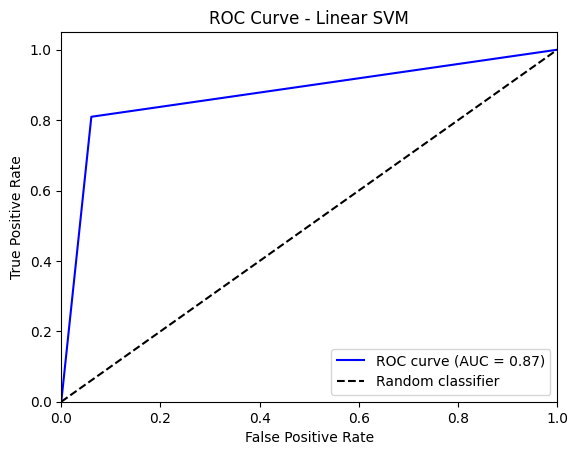 ROC Curve - Linear SVM
True Positive Rate
1.0
0.8
0.6
0.4
0.2
0.0
0.0 0.2 0.4 0.6 0.8 1.0
False Positive Rate
ROC curve (AUC = 0.87)
Random classifier